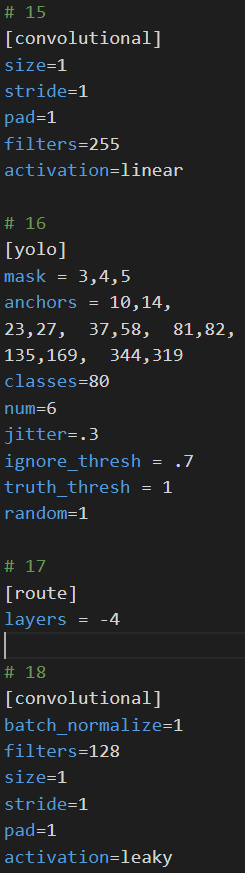 # 15
[convolutional]
size=1
stride=1
pad=1
filters=255
activation=linear
# 16
[yolo]
mask = 3,4,5
anchors = 10,14,
23,27,  37,58,  81,82,
135,169,  344,319
classes=80
num=6
jitter=.3
ignore_thresh = .7
truth_thresh = 1
random=1
# 17
[route]
layers = -4
# 18
[convolutional]
batch_normalize=1
filters=128
size=1
stride=1
pad=1
activation=leaky